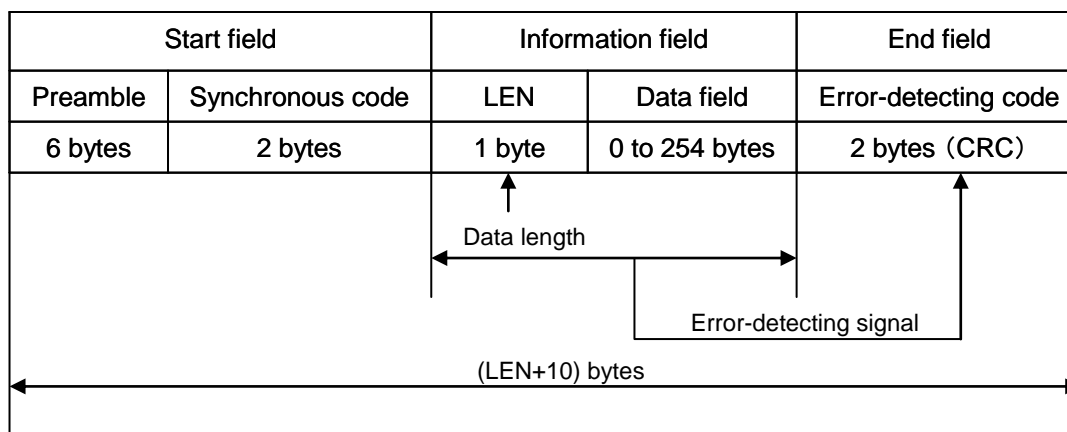 Start field Information field End field
Preamble Synchronous code LEN Data field Error-detecting code
6 bytes 2 bytes 1 byte 0 to 254 bytes 2 bytes (CRC)
Data length
Error-detecting signal
(LEN+10) bytes